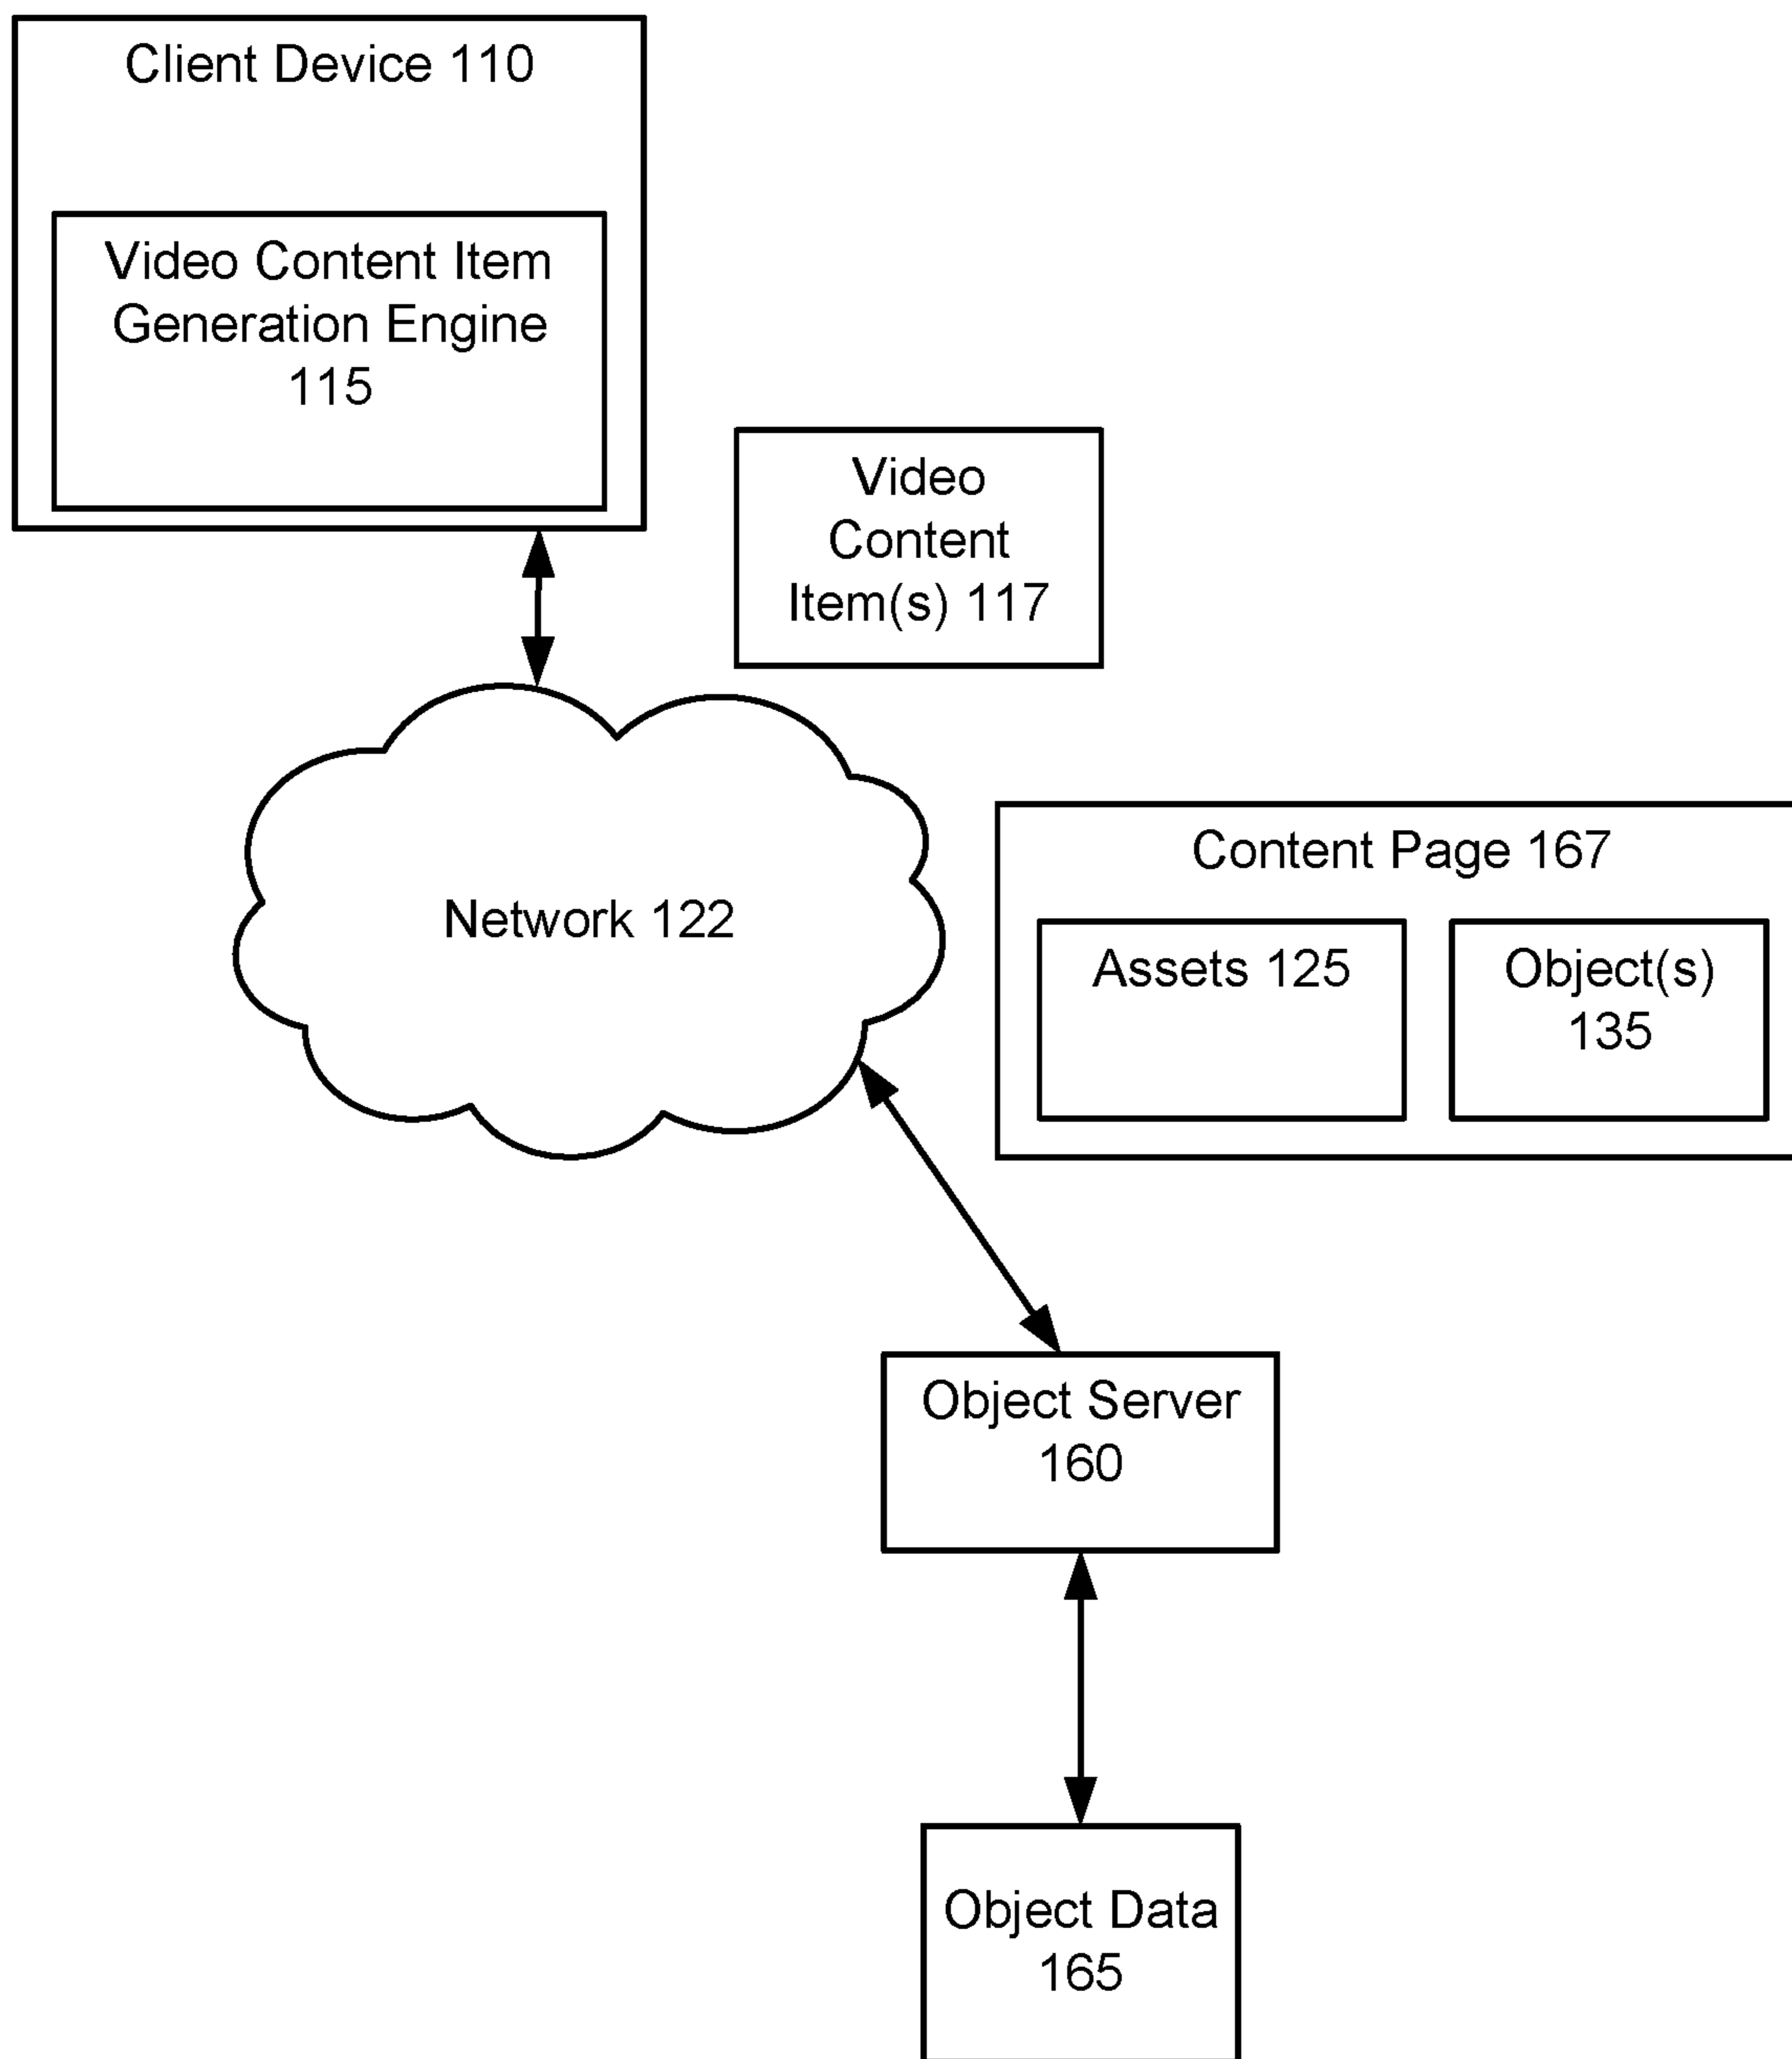 Client Device 110
Video Content Item
Generation Engine
115
Video
Content
Item(s) 117
Network 122
Content Page 167
Assets 125
Object(s)
135
Object Server
160
Object Data
165